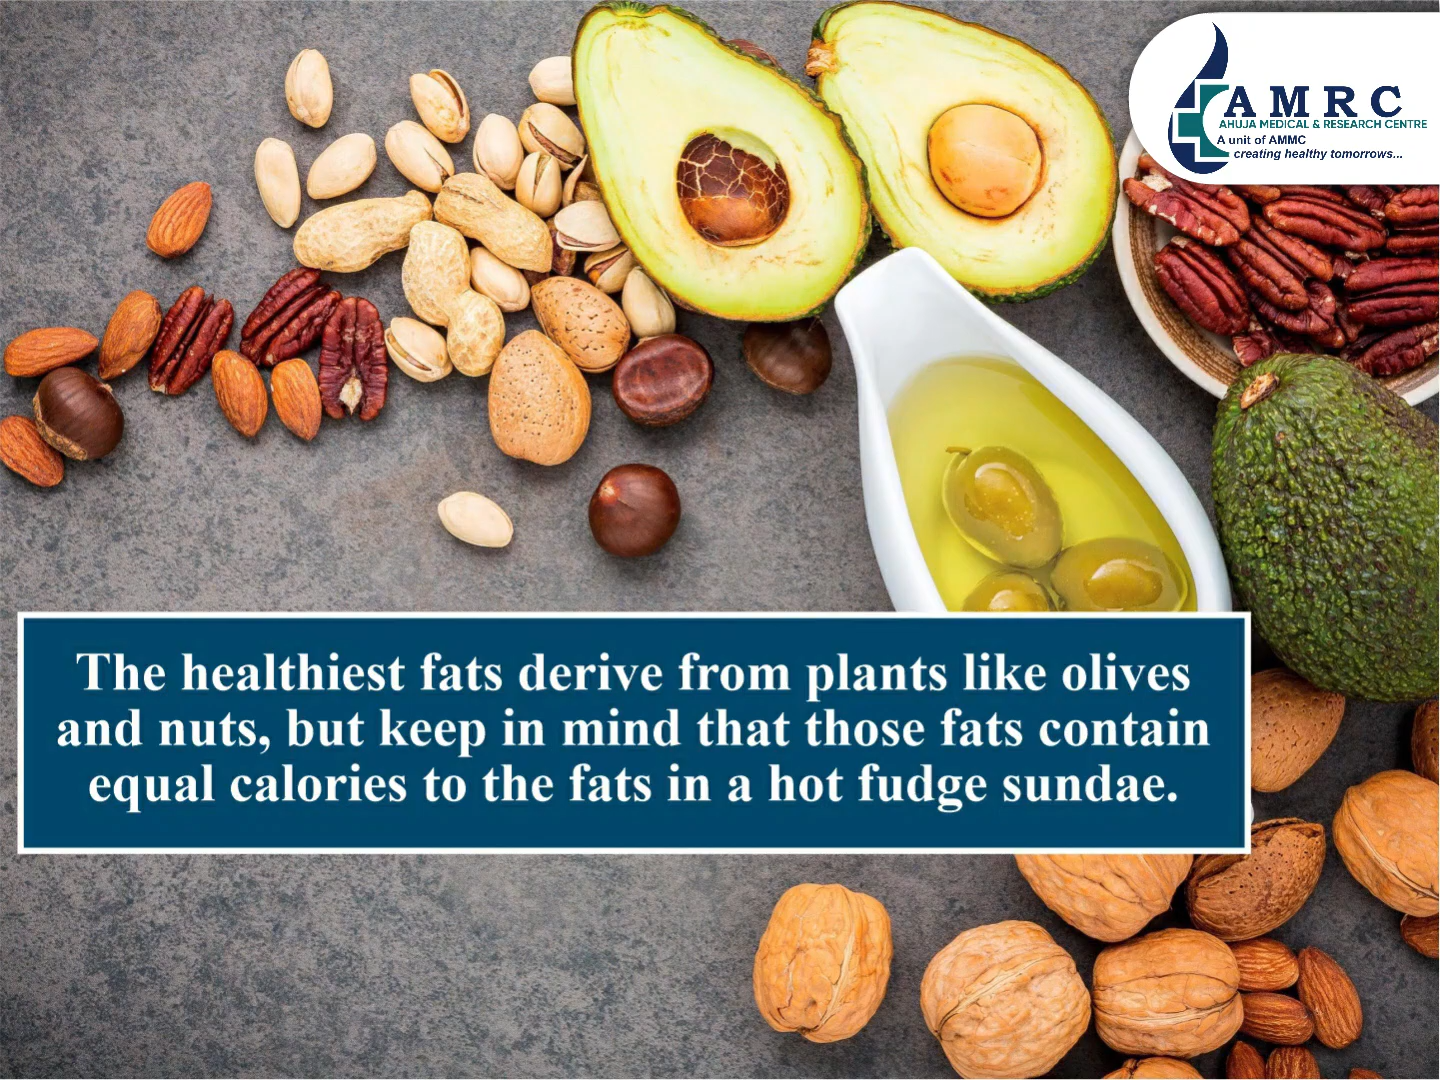 AMRC
AHUJA MEDICAL & RESEARCH CENTRE
A unit of AMMC
creating healthy tomorrows...
The healthiest fats derive from plants like olives
and nuts, but keep in mind that those fats contain
equal calories to the fats in a hot fudge sundae.